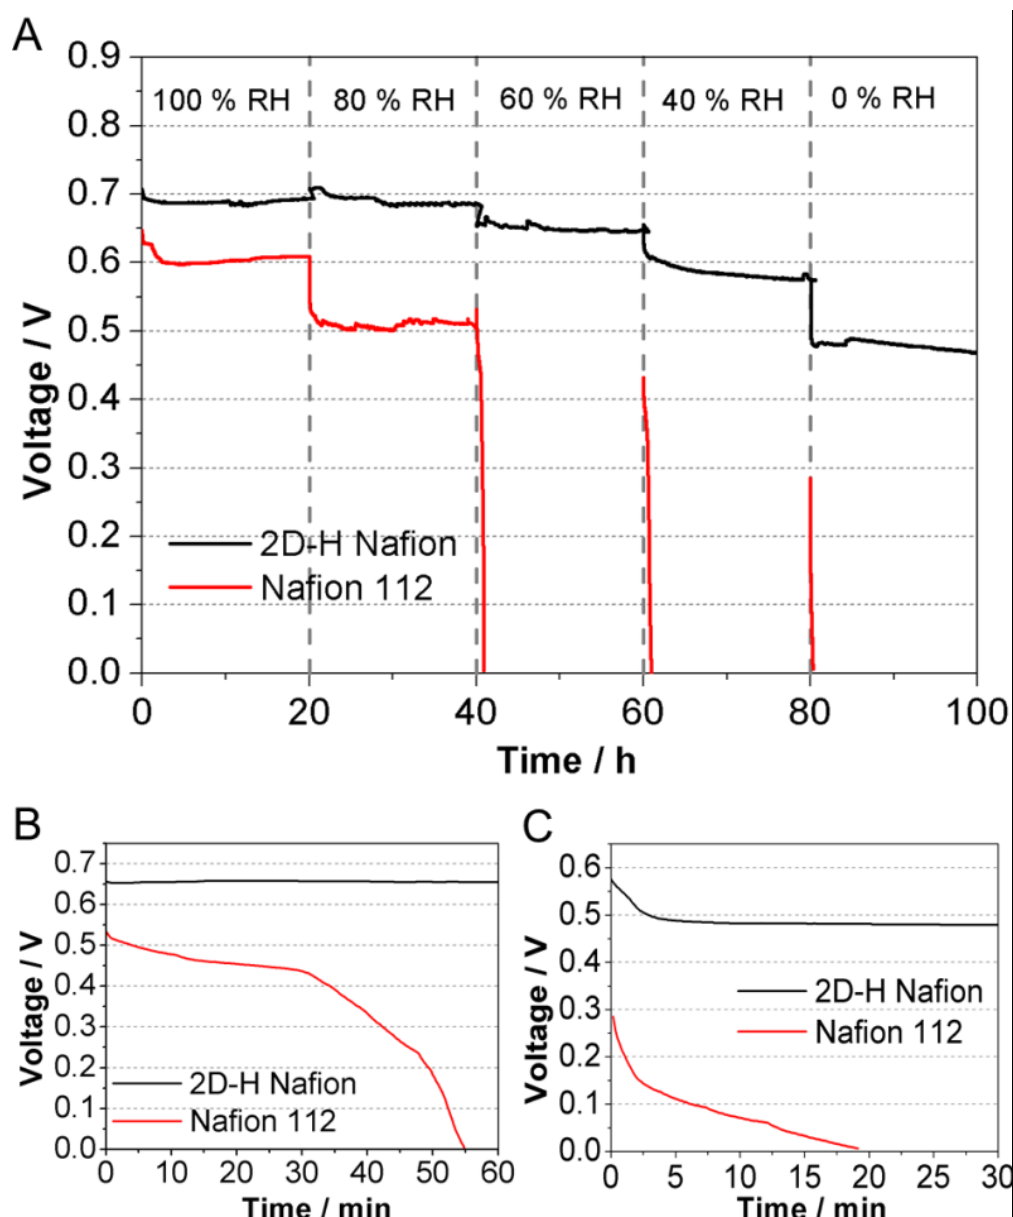 A
0.9
0.8
0.7
0.6
0.5
0.4
0.3
0.2
0.1
0.0
Voltage / V
100 % RH
80 % RH
60 % RH
40 % RH
0 % RH
2D-H Nafion
Nafion 112
0 20 40 60 80 100
Time / h
B
0.7
0.6
0.5
0.4
0.3
0.2
0.1
0.0
Voltage / V
2D-H Nafion
Nafion 112
0 10 20 30 40 50 60
Time / min
C
0.6
0.5
0.4
0.3
0.2
0.1
0.0
Voltage / V
2D-H Nafion
Nafion 112
0 5 10 15 20 25 30
Time / min